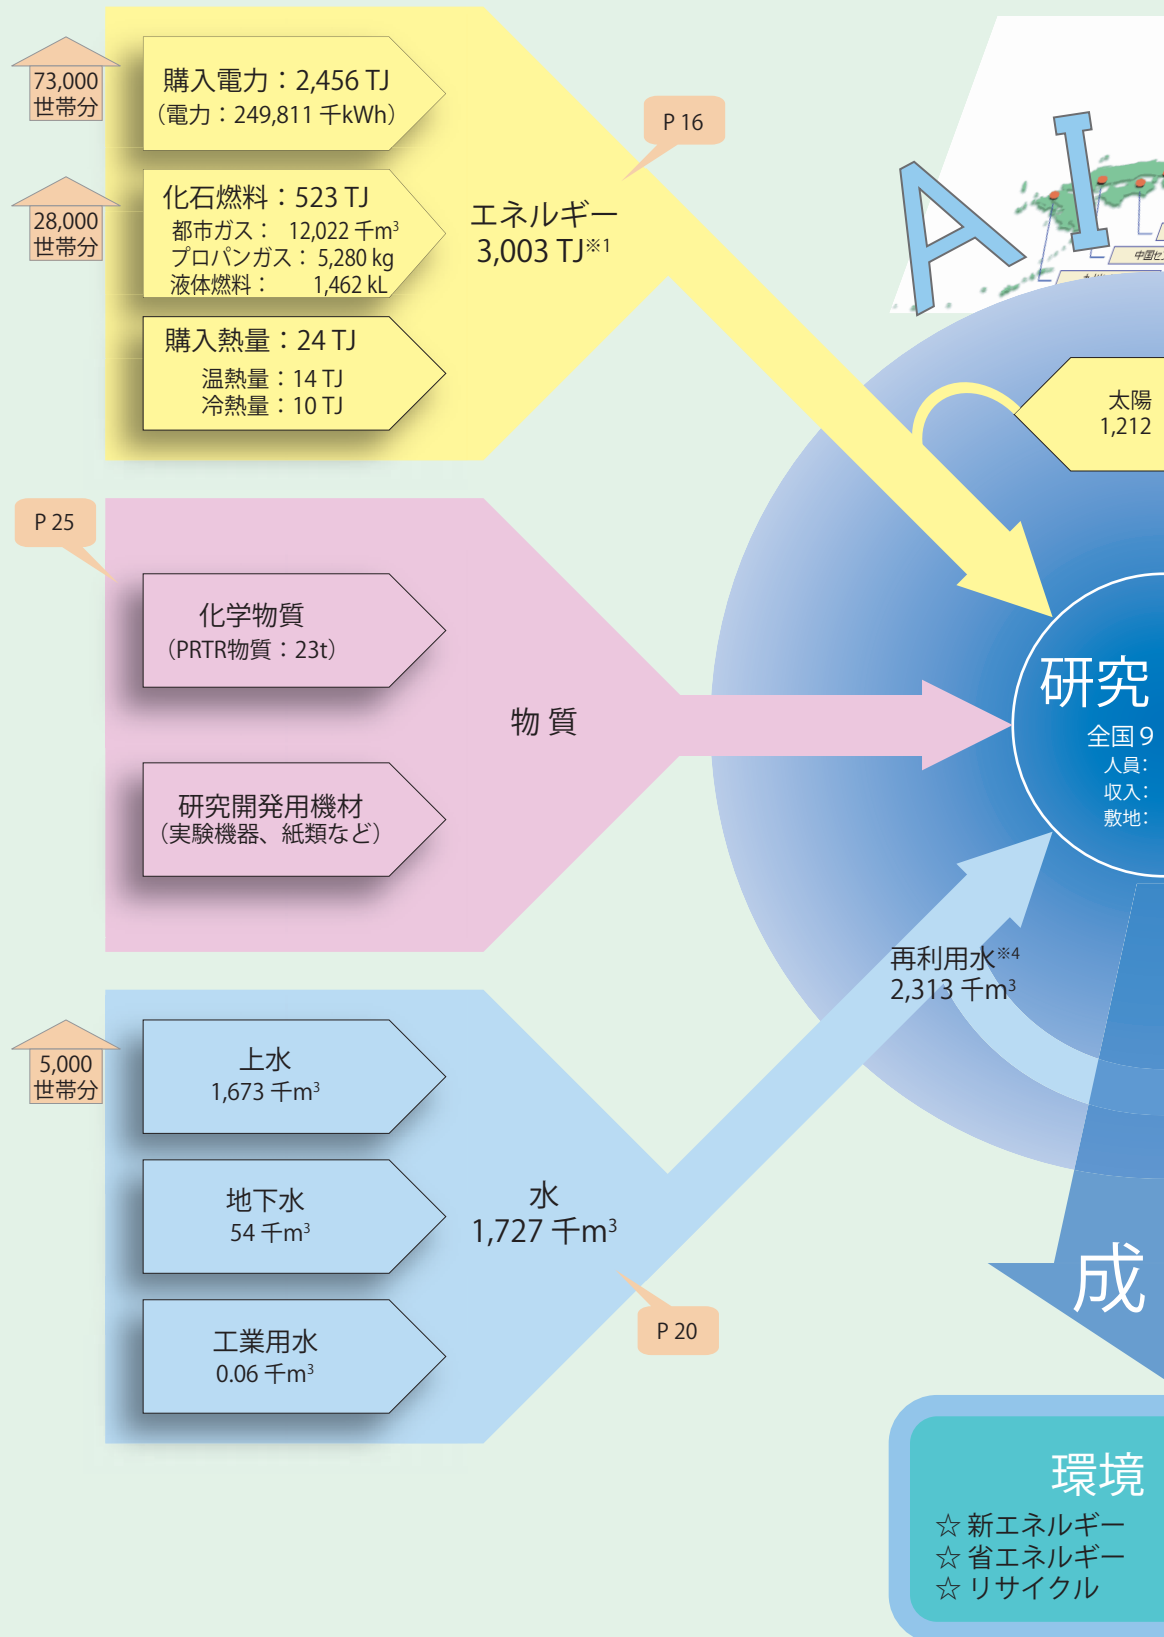 73,000
世帯分
購入電力：2,456 TJ
（電力：249,811 千kWh）
28,000
世帯分
化石燃料：523 TJ
都市ガス： 12,022 千m³
プロパンガス： 5,280 kg
液体燃料： 1,462 kL
購入熱量：24 TJ
温熱量：14 TJ
冷熱量：10 TJ
エネルギー
3,003 TJ※1
P 16
AI
中国セ
太陽
1,212
P 25
化学物質
（PRTR物質：23t）
研究開発用機材
（実験機器、紙類など）
物 質
研究
全国９
人員：
収入：
敷地：
再利用水※4
2,313 千m³
5,000
世帯分
上水
1,673 千m³
地下水
54 千m³
工業用水
0.06 千m³
水
1,727 千m³
P 20
成
環境
☆ 新エネルギー
☆ 省エネルギー
☆ リサイクル